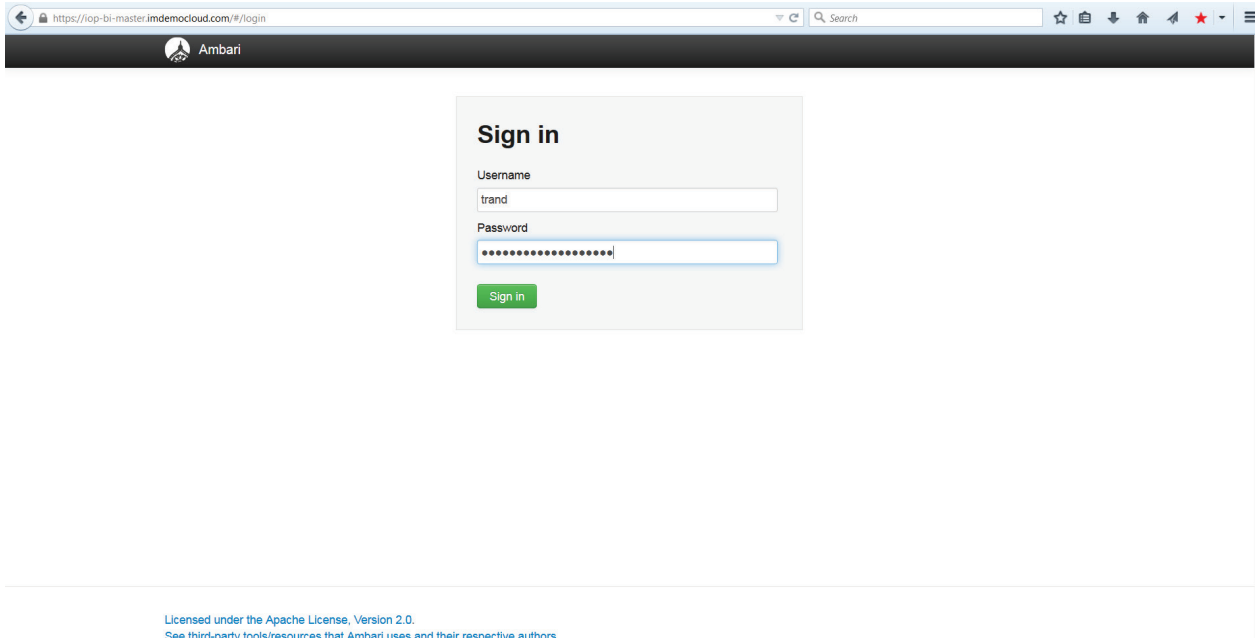 https://iop-bi-master.imdemocloud.com/#/login
Search
Ambari
Sign in
Username
trand
Password
•••••••••••••••••••
Sign in
Licensed under the Apache License, Version 2.0.
See third-party tools/resources that Ambari uses and their respective authors